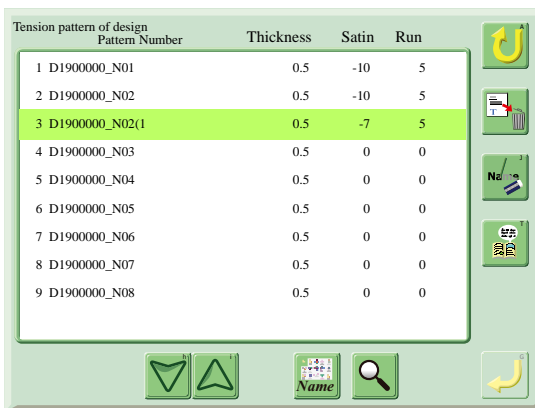 Tension pattern of design
Pattern Number Thickness Satin Run
1 D1900000_N01 0.5 -10 5
2 D1900000_N02 0.5 -10 5
3 D1900000_N02(1 0.5 -7 5
4 D1900000_N03 0.5 0 0
5 D1900000_N04 0.5 0 0
6 D1900000_N05 0.5 0 0
7 D1900000_N06 0.5 0 0
8 D1900000_N07 0.5 0 0
9 D1900000_N08 0.5 0 0
A
T
J
Name
T
h
i
Name
G